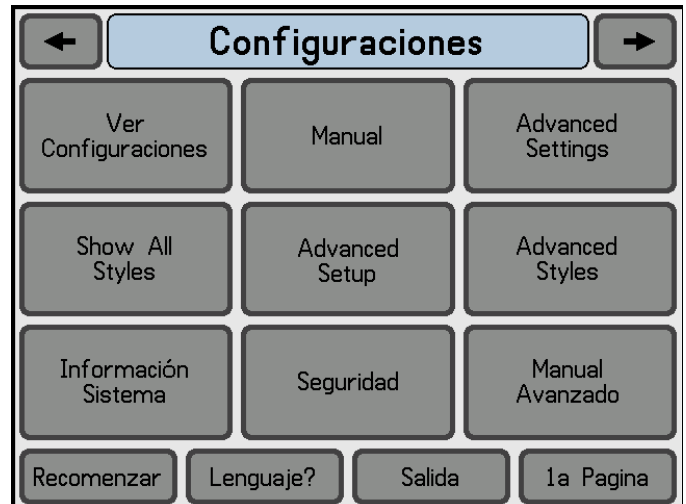 Configuraciones
Ver
Configuraciones
Manual
Advanced
Settings
Show All
Styles
Advanced
Setup
Advanced
Styles
Información
Sistema
Seguridad
Manual
Avanzado
Recomenzar
Lenguaje?
Salida
1a Pagina